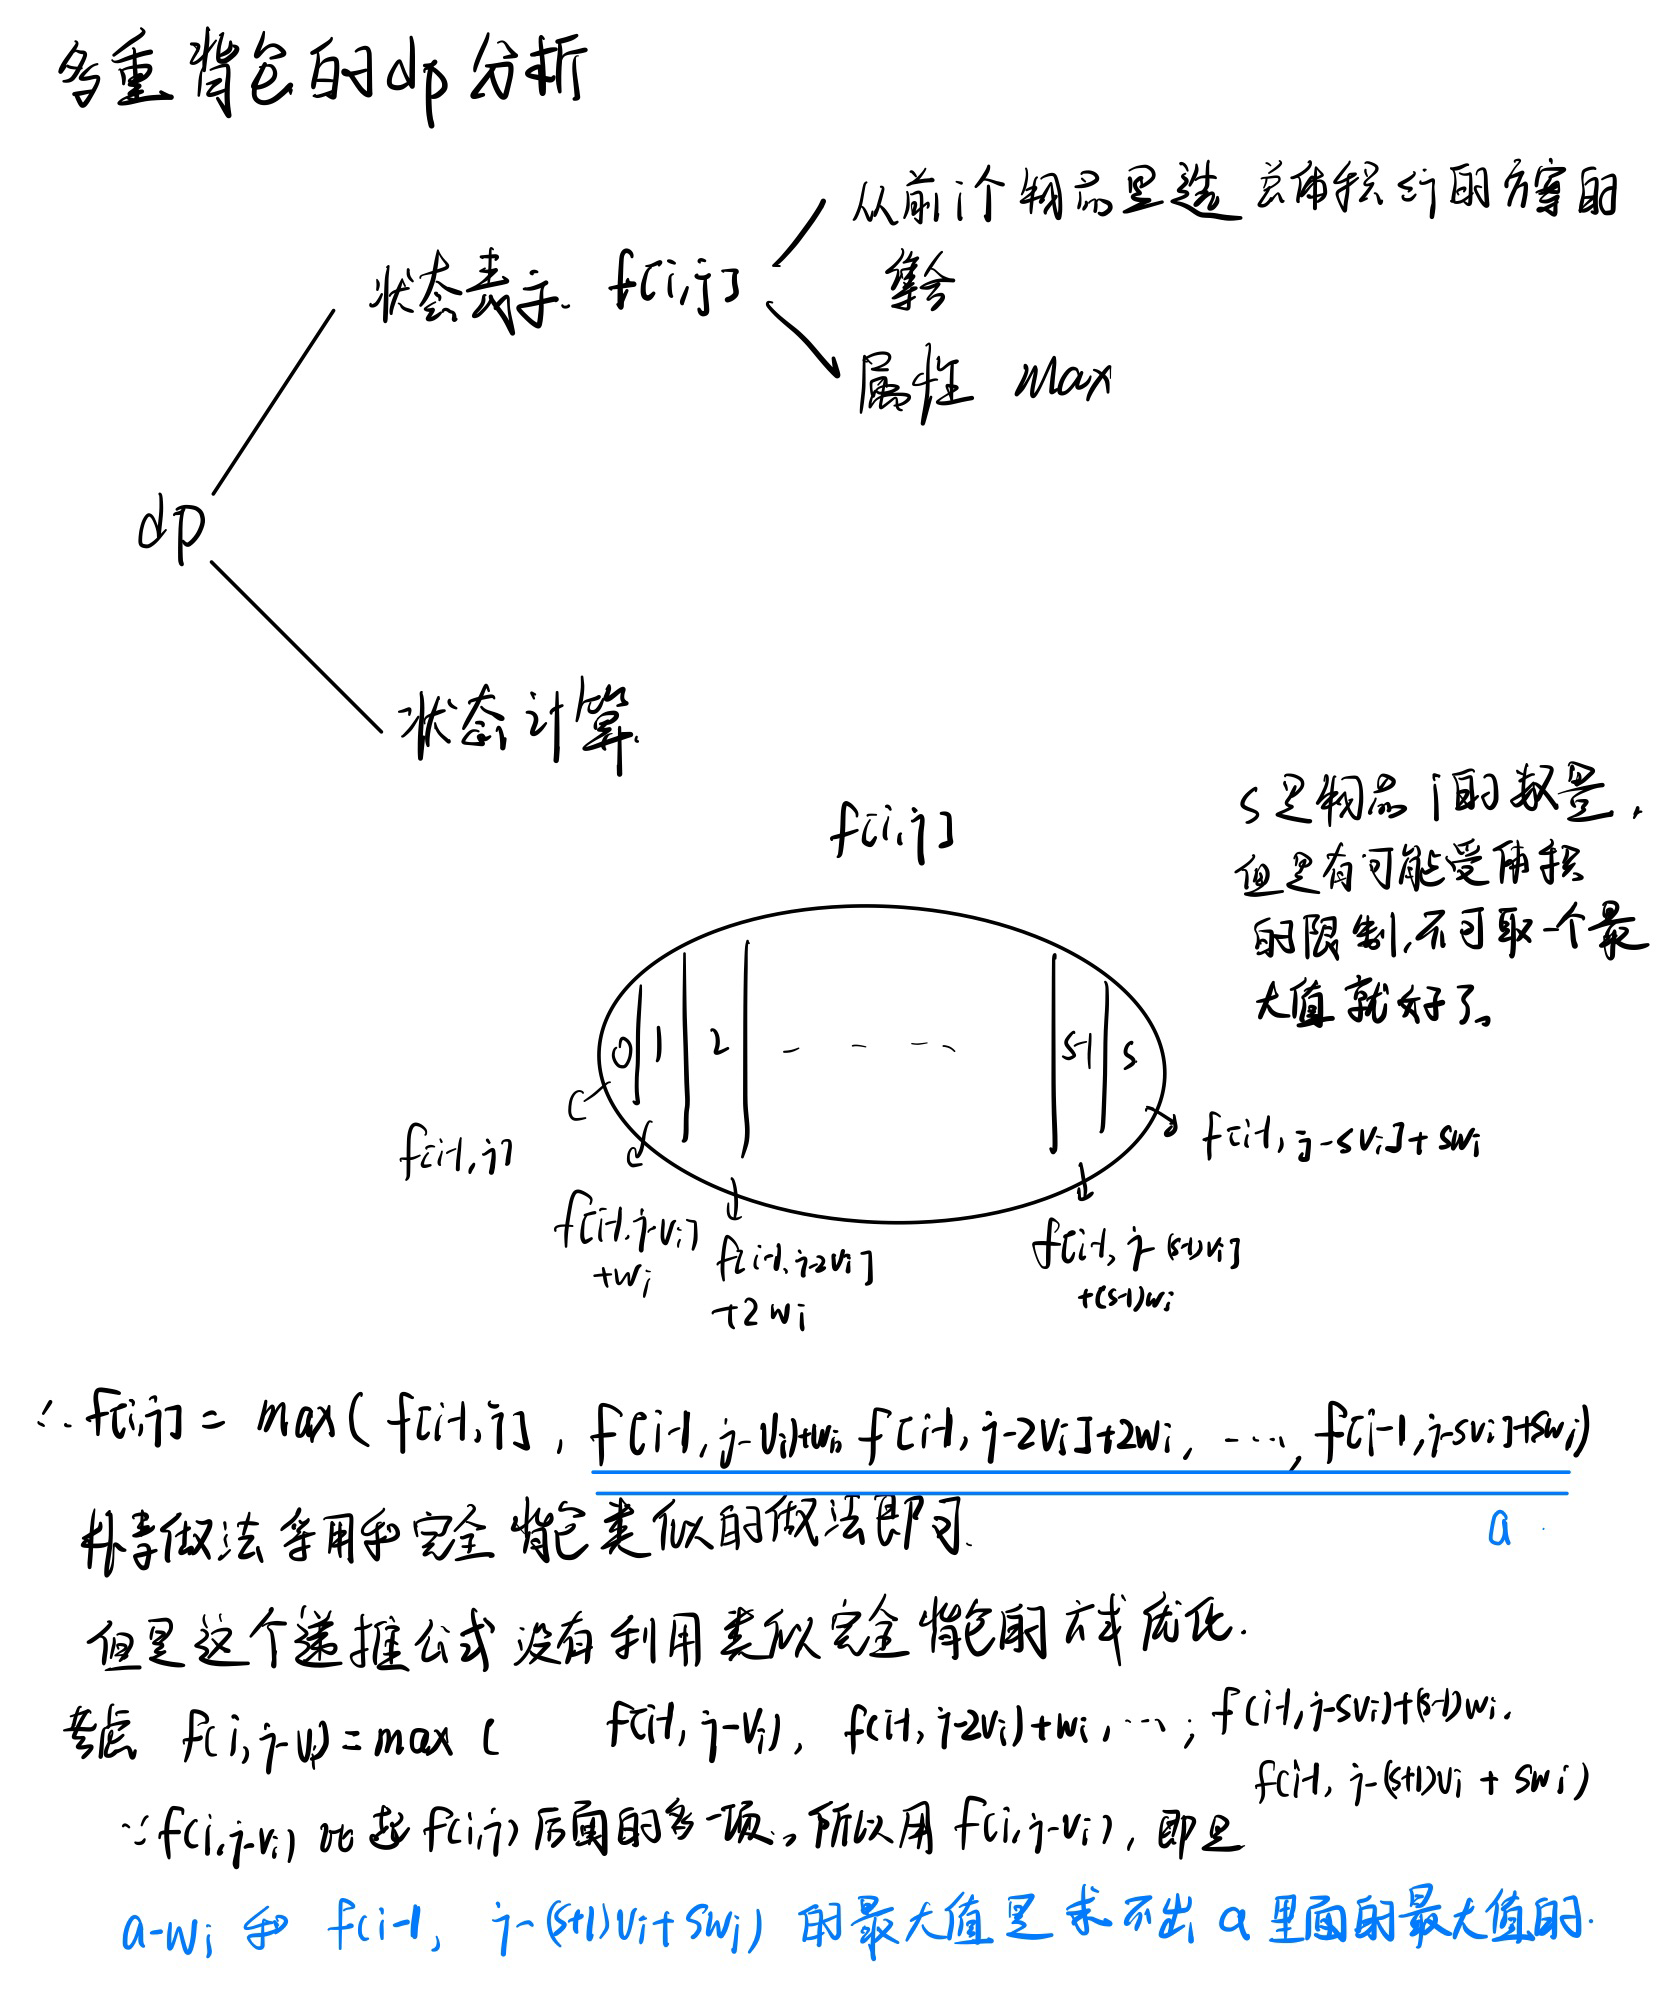 多重背包的dp分析
从前i个物品里选 总体积≤j的方案的
集合
状态表示. f[i,j]
属性 Max
dp
状态计算.
s是物品i的数量,
但是有可能受体积
的限制,不可取一个最
大值就好了。
f[i,j]
0 1 2 - - - - s-1 s
f[i-1,j]
f[i-1,j-vi]
+wi
f[i-1,j-2vi]
+2wi
f[i-1, j-(s-1)vi]
+(s-1)wi
f[i-1, j-svi]+swi
∴ f[i,j] = max( f[i-1,j], f[i-1, j-vi)+wi, f[i-1, j-2vi]+2wi, ..., f[i-1, j-svi]+swi)
a
朴素做法采用和完全背包类似的做法即可.
但是这个递推公式没有利用类似完全背包的方式优化.
考虑 f(i, j-vi)=max ( f[i-1, j-vi), f(i-1, j-2vi)+wi, ..., f(i-1, j-svi)+(s-1)wi,
f(i-1, j-(s+1)vi + swi)
∵f(i,j-vi) 比起 f(i,j) 后面的多一项。所以用 f(i,j-vi), 即是
a-wi 和 f(i-1, j-(s+1)vi+swi) 的最大值是求不出a里面的最大值的.